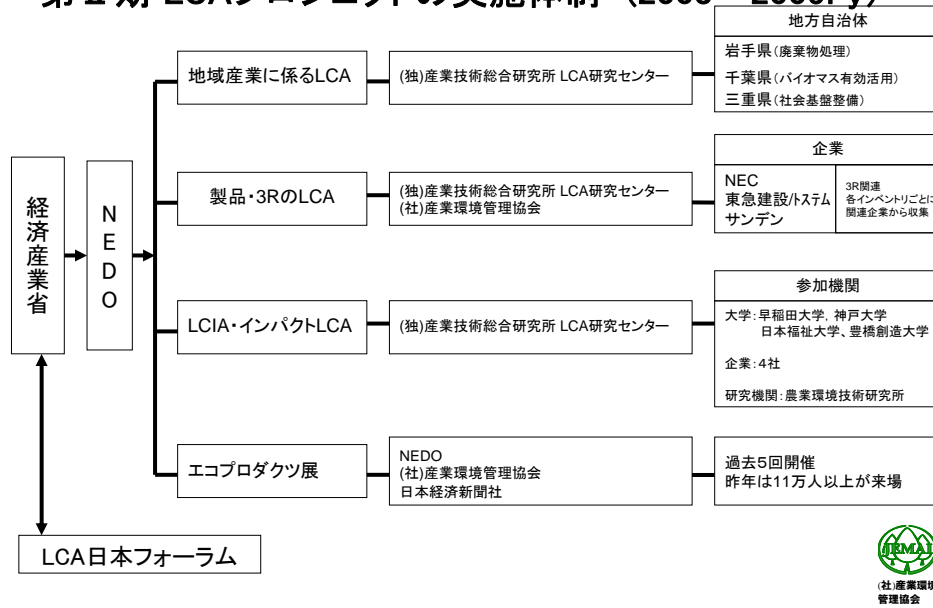 地方自治体
岩手県(廃棄物処理)
千葉県(バイオマス有効活用)
三重県(社会基盤整備)
地域産業に係るLCA
(独)産業技術総合研究所 LCA研究センター
企業
NEC
東急建設/トステム
サンデン
3R関連
各インベントリごとに
関連企業から収集
製品・3RのLCA
(独)産業技術総合研究所 LCA研究センター
(社)産業環境管理協会
経済産業省
NEDO
参加機関
大学:早稲田大学, 神戸大学
日本福祉大学、豊橋創造大学
企業:4社
研究機関:農業環境技術研究所
LCIA・インパクトLCA
(独)産業技術総合研究所 LCA研究センター
エコプロダクツ展
NEDO
(社)産業環境管理協会
日本経済新聞社
過去5回開催
昨年は11万人以上が来場
LCA日本フォーラム
JEMAI
(社)産業環境
管理協会